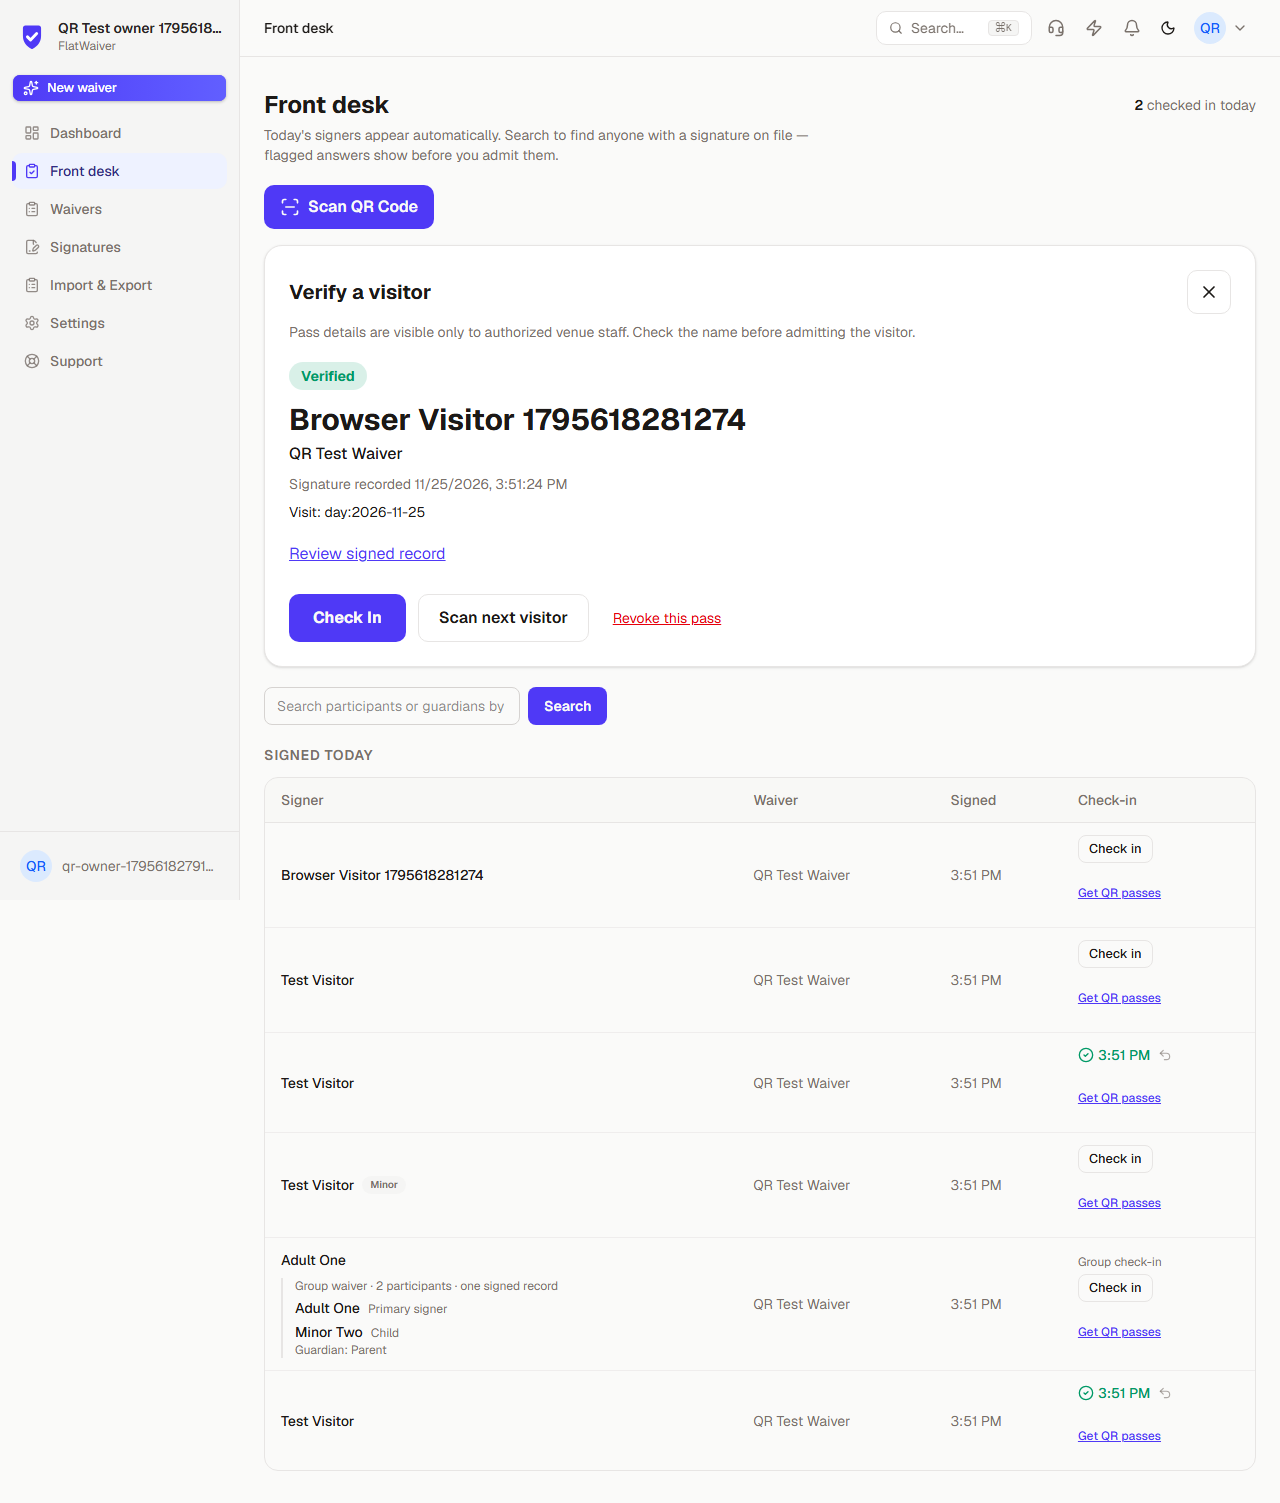 QR Test owner 1795618...
FlatWaiver
New waiver
Dashboard
Front desk
Waivers
Signatures
Import & Export
Settings
Support
QR qr-owner-17956182791...
Front desk
Search... ⌘K
QR
Front desk
2 checked in today
Today's signers appear automatically. Search to find anyone with a signature on file —
flagged answers show before you admit them.
Scan QR Code
Verify a visitor
Pass details are visible only to authorized venue staff. Check the name before admitting the visitor.
Verified
Browser Visitor 1795618281274
QR Test Waiver
Signature recorded 11/25/2026, 3:51:24 PM
Visit: day:2026-11-25
Review signed record
Check In Scan next visitor Revoke this pass
Search participants or guardians by Search
SIGNED TODAY
Signer Waiver Signed Check-in
Browser Visitor 1795618281274 QR Test Waiver 3:51 PM Check in
Get QR passes
Test Visitor QR Test Waiver 3:51 PM Check in
Get QR passes
Test Visitor QR Test Waiver 3:51 PM 3:51 PM
Get QR passes
Test Visitor Minor QR Test Waiver 3:51 PM Check in
Get QR passes
Adult One
Group waiver · 2 participants · one signed record
Adult One Primary signer
Minor Two Child
Guardian: Parent
QR Test Waiver 3:51 PM
Group check-in
Check in
Get QR passes
Test Visitor QR Test Waiver 3:51 PM 3:51 PM
Get QR passes